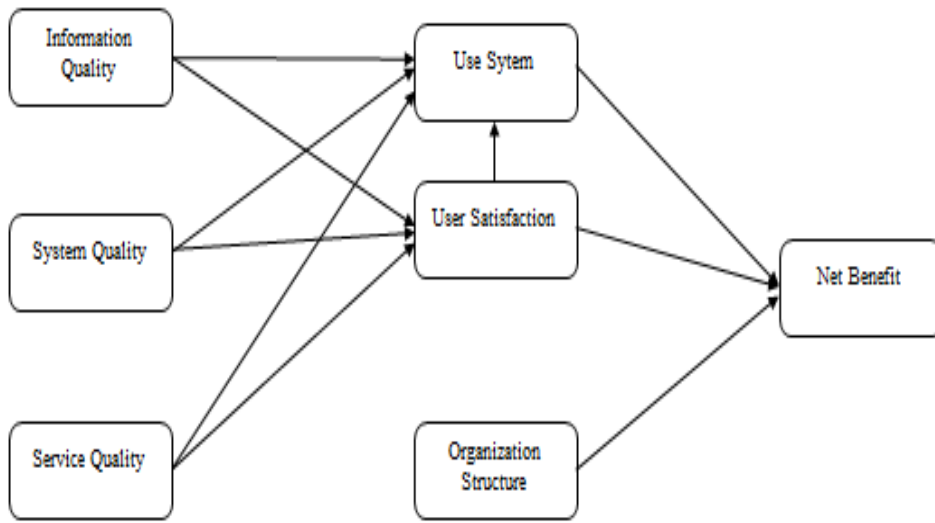 Information
Quality
Use Sytem
System Quality
User Satisfaction
Net Benefit
Service Quality
Organization
Structure